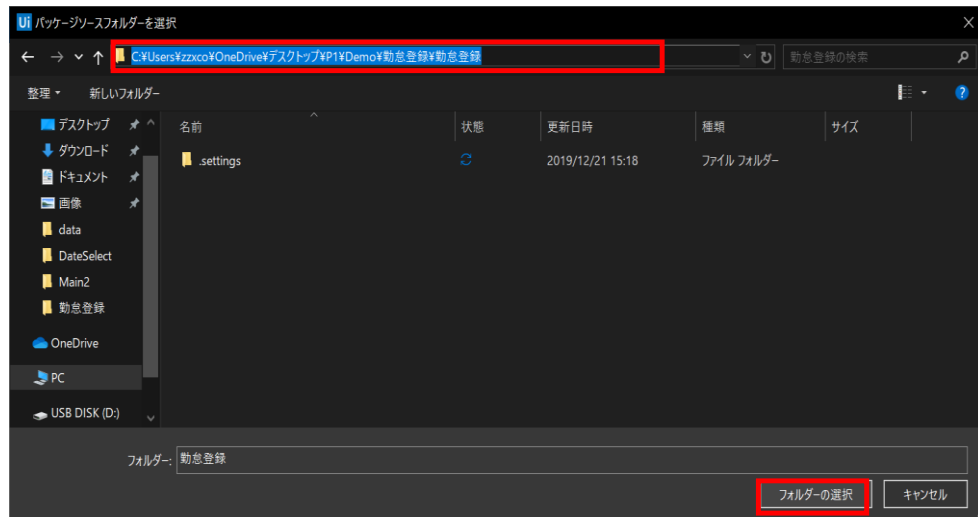 Ui パッケージソースフォルダーを選択
C:¥Users¥zzxco¥OneDrive¥デスクトップ¥P1¥Demo¥勤怠登録¥勤怠登録
勤怠登録の検索
整理 新しいフォルダー
デスクトップ
ダウンロード
ドキュメント
画像
data
DateSelect
Main2
勤怠登録
OneDrive
PC
USB DISK (D:)
名前 状態 更新日時 種類 サイズ
.settings 2019/12/21 15:18 ファイル フォルダー
フォルダー: 勤怠登録
フォルダーの選択 キャンセル